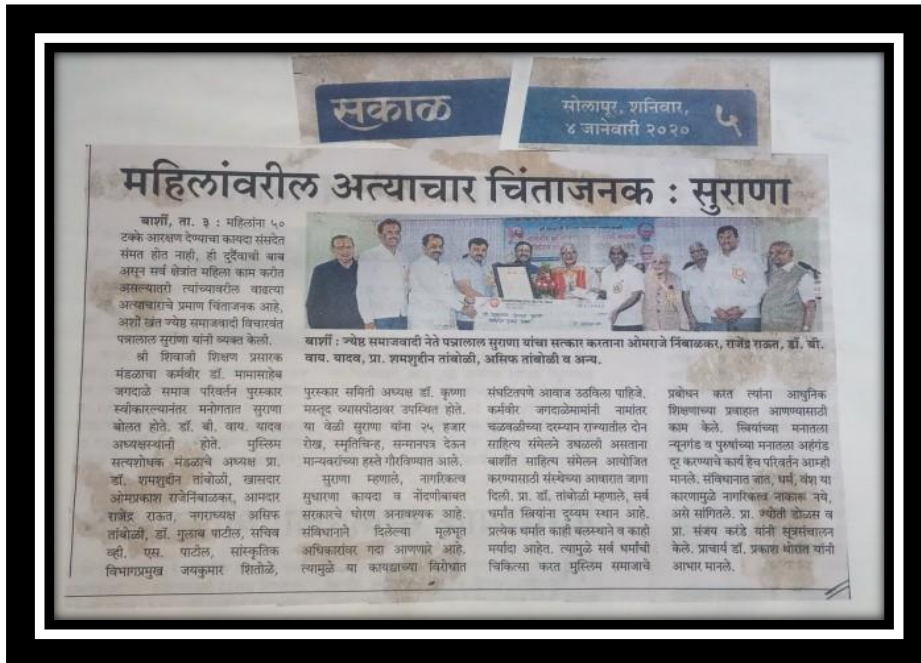 सकाळ
सोलापूर, शनिवार,
४ जानेवारी २०२०
५
महिलांवरील अत्याचार चिंताजनक : सुराणा
बार्शी, ता. ३ : महिलांना ५०
टक्के आरक्षण देण्याचा कायदा संसदेत
संमत होत नाही, ही दुर्दैवाची बाब
असून सर्व क्षेत्रांत महिला काम करीत
असल्यातरी त्यांच्यावरील वाढत्या
अत्याचाराचे प्रमाण चिंताजनक आहे,
अशी खंत ज्येष्ठ समाजवादी विचारवंत
पन्नालाल सुराणा यांनी व्यक्त केली.
श्री शिवाजी शिक्षण प्रसारक
मंडळाचा कर्मवीर डॉ. मामासाहेब
जगदाळे समाज परिवर्तन पुरस्कार
स्वीकारल्यानंतर मनोगतात सुराणा
बोलत होते. डॉ. बी. वाय. यादव
अध्यक्षस्थानी होते. मुस्लिम
सत्यशोधक मंडळाचे अध्यक्ष प्रा.
डॉ. शमशुद्दीन तांबोळी, खासदार
ओमप्रकाश राजेनिंबाळकर, आमदार
राजेंद्र राऊत, नगराध्यक्ष असिफ
तांबोळी, डॉ. गुलाब पाटील, सचिव
व्ही. एस. पाटील, सांस्कृतिक
विभागप्रमुख जयकुमार शितोळे,
बार्शी : ज्येष्ठ समाजवादी नेते पन्नालाल सुराणा यांचा सत्कार करताना ओमराजे निंबाळकर, राजेंद्र राऊत, डॉ. बी.
वाय. यादव, प्रा. शमशुद्दीन तांबोळी, असिफ तांबोळी व अन्य.
पुरस्कार समिती अध्यक्ष डॉ. कृष्णा
मस्तूद व्यासपीठावर उपस्थित होते.
या वेळी सुराणा यांना २५ हजार
रोख, स्मृतिचिन्ह, सन्मानपत्र देऊन
मान्यवरांच्या हस्ते गौरविण्यात आले.
सुराणा म्हणाले, नागरिकत्व
सुधारणा कायदा व नोंदणीबाबत
सरकारचे धोरण अनावश्यक आहे.
संविधानाने दिलेल्या मूलभूत
अधिकारांवर गदा आणणारे आहे.
त्यामुळे या कायद्याच्या विरोधात
संघटितपणे आवाज उठविला पाहिजे.
कर्मवीर जगदाळेमामांनी नामांतर
चळवळीच्या दरम्यान राज्यातील दोन
साहित्य संमेलने उधळली असताना
बार्शीत साहित्य संमेलन आयोजित
करण्यासाठी संस्थेच्या आवारात जागा
दिली. प्रा. डॉ. तांबोळी म्हणाले, सर्व
धर्मांत स्त्रियांना दुय्यम स्थान आहे.
प्रत्येक धर्मात काही बलस्थाने व काही
मर्यादा आहेत. त्यामुळे सर्व धर्मांची
चिकित्सा करत मुस्लिम समाजाचे
प्रबोधन करत त्यांना आधुनिक
शिक्षणाच्या प्रवाहात आणण्यासाठी
काम केले. स्त्रियांच्या मनातला
न्यूनगंड व पुरुषांच्या मनातला अहंगंड
दूर करण्याचे कार्य हेच परिवर्तन आम्ही
मानले. संविधानात जात, धर्म, वंश या
कारणामुळे नागरिकत्व नाकारू नये,
असे सांगितले. प्रा. ज्योती ढोळस व
प्रा. संजय करंडे यांनी सूत्रसंचालन
केले. प्राचार्य डॉ. प्रकाश थोरात यांनी
आभार मानले.